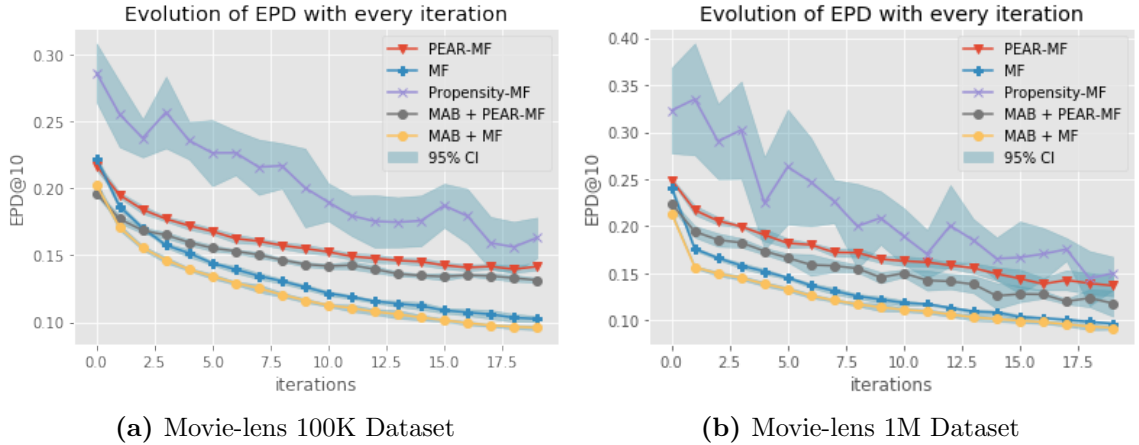 Evolution of EPD with every iteration
0.30
0.25
0.20
0.15
0.10
EPD@10
PEAR-MF
MF
Propensity-MF
MAB + PEAR-MF
MAB + MF
95% CI
0.0 2.5 5.0 7.5 10.0 12.5 15.0 17.5
iterations
(a) Movie-lens 100K Dataset
Evolution of EPD with every iteration
0.40
0.35
0.30
0.25
0.20
0.15
0.10
EPD@10
PEAR-MF
MF
Propensity-MF
MAB + PEAR-MF
MAB + MF
95% CI
0.0 2.5 5.0 7.5 10.0 12.5 15.0 17.5
iterations
(b) Movie-lens 1M Dataset